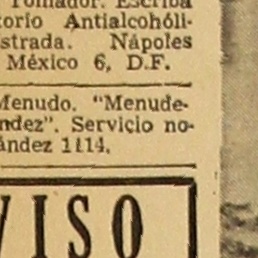 Tomador. Escriba
torio Antialcohóli-
strada. Nápoles
México 6, D.F.
Menudo. "Menude-
ndez". Servicio no-
ández 1114.
VISO